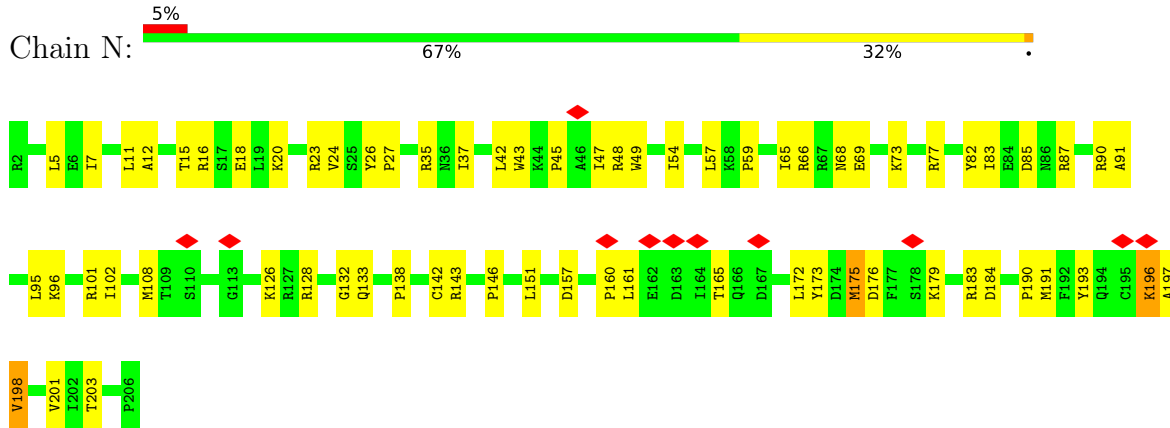 5%
Chain N:
67% 32% •
R2 L5 E6 I7 L11 A12 T15 R16 S17 E18 L19 K20 R23 V24 S25 Y26 P27 R35 N36 I37 L42 W43 K44 P45 A46 I47 R48 W49 I54 L57 K58 P59 I65 R66 R67 N68 E69 K73 R77 Y82 I83 E84 D85 N86 R87 R90 A91
L95 K96 R101 I102 M108 T109 S110 G113 K126 R127 R128 G132 Q133 P138 C142 R143 P146 L151 D157 P160 L161 E162 D163 I164 T165 Q166 D167 L172 Y173 D174 M175 D176 F177 S178 K179 R183 D184 P190 M191 F192 Y193 Q194 C195 K196 A197
V198 V201 I202 T203 P206